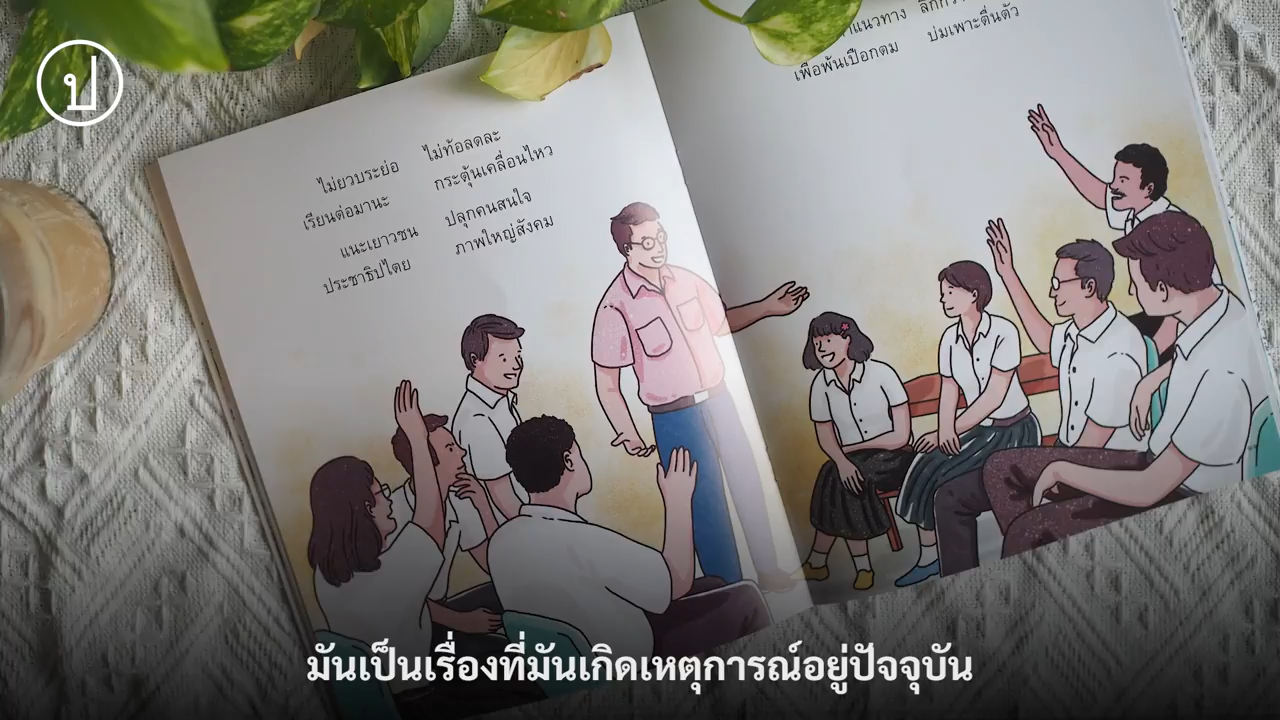 ป
แนวทาง
เพื่อพ้นเปือกตม บ่มเพาะตื่นตัว
ไม่ยวบระย่อ ไม่ท้อลดละ
เรียนต่อมานะ กระตุ้นเคลื่อนไหว
แนะเยาวชน ปลุกคนสนใจ
ประชาธิปไตย ภาพใหญ่สังคม
มันเป็นเรื่องที่มันเกิดเหตุการณ์อยู่ปัจจุบัน